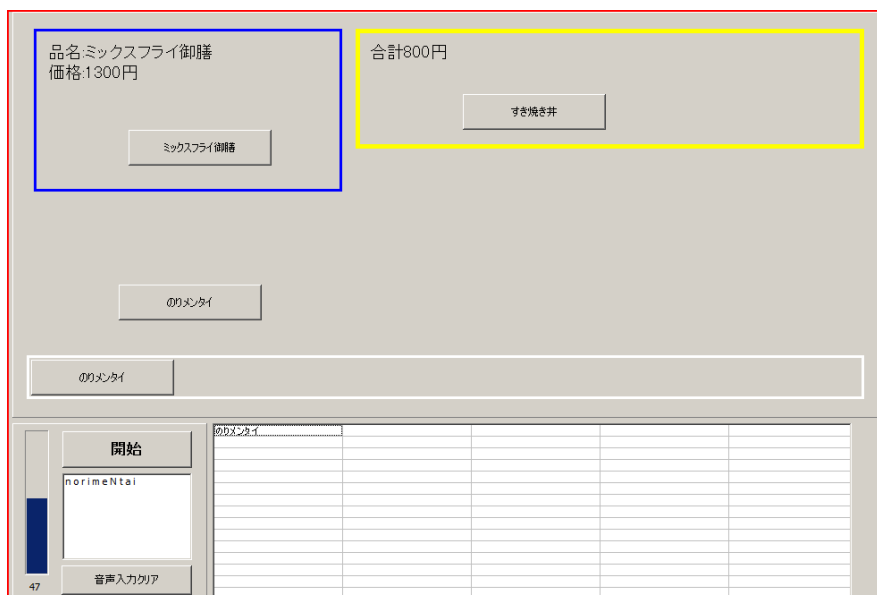 品名:ミックスフライ御膳
価格:1300円
ミックスフライ御膳
合計800円
すき焼き丼
のりメンタイ
のりメンタイ
開始
norimeNtai
47
音声入力クリア
のりメンタイ